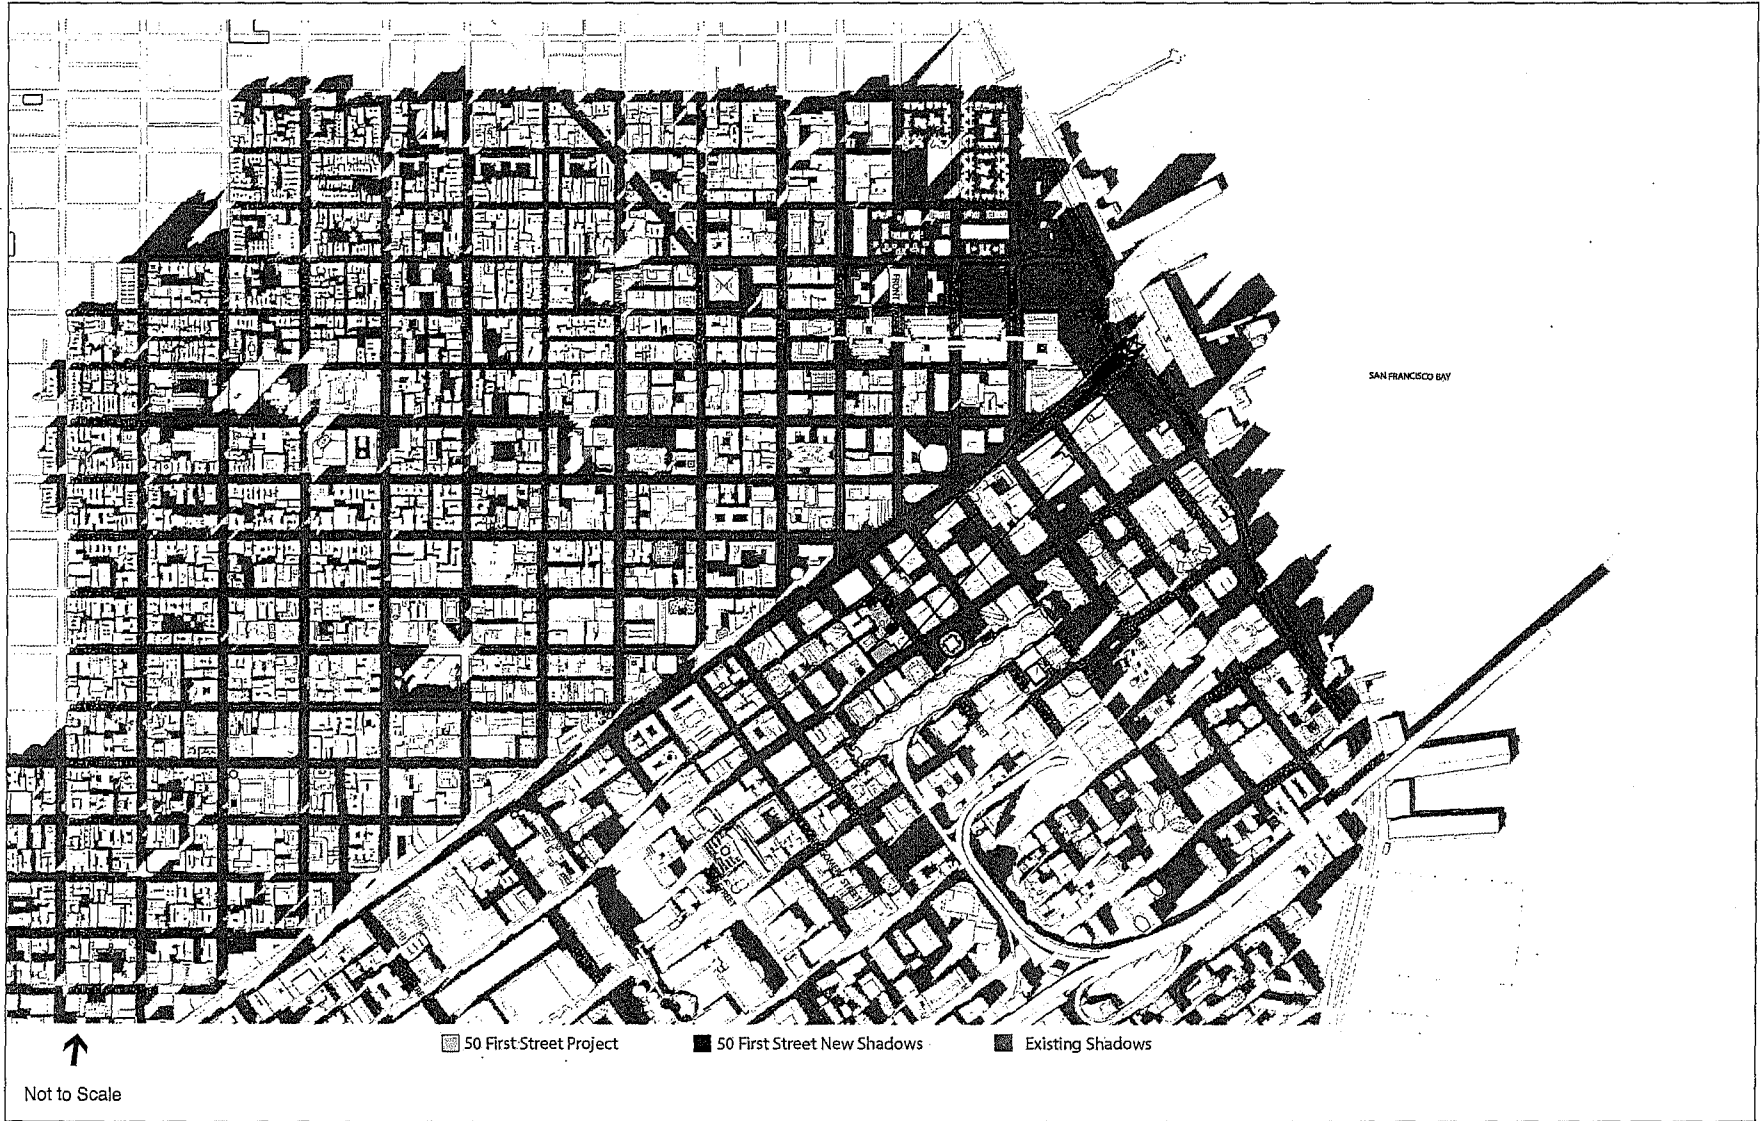 SAN FRANCISCO BAY
50 First Street Project
50 First Street New Shadows
Existing Shadows
Not to Scale